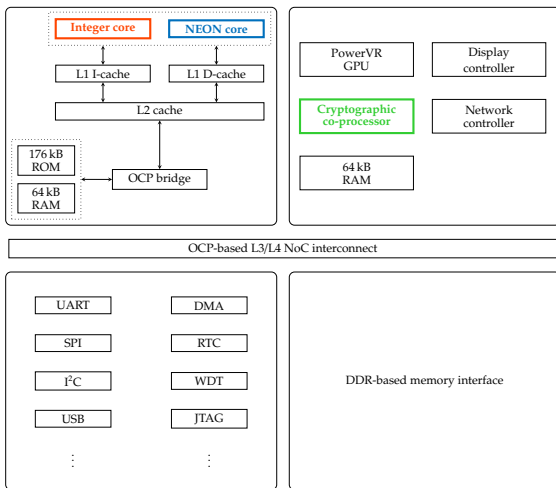 Integer core
NEON core
L1 I-cache
L1 D-cache
L2 cache
176 kB
ROM
64 kB
RAM
OCP bridge
PowerVR
GPU
Display
controller
Cryptographic
co-processor
Network
controller
64 kB
RAM
OCP-based L3/L4 NoC interconnect
UART
DMA
SPI
RTC
I²C
WDT
USB
JTAG
⋮
⋮
DDR-based memory interface